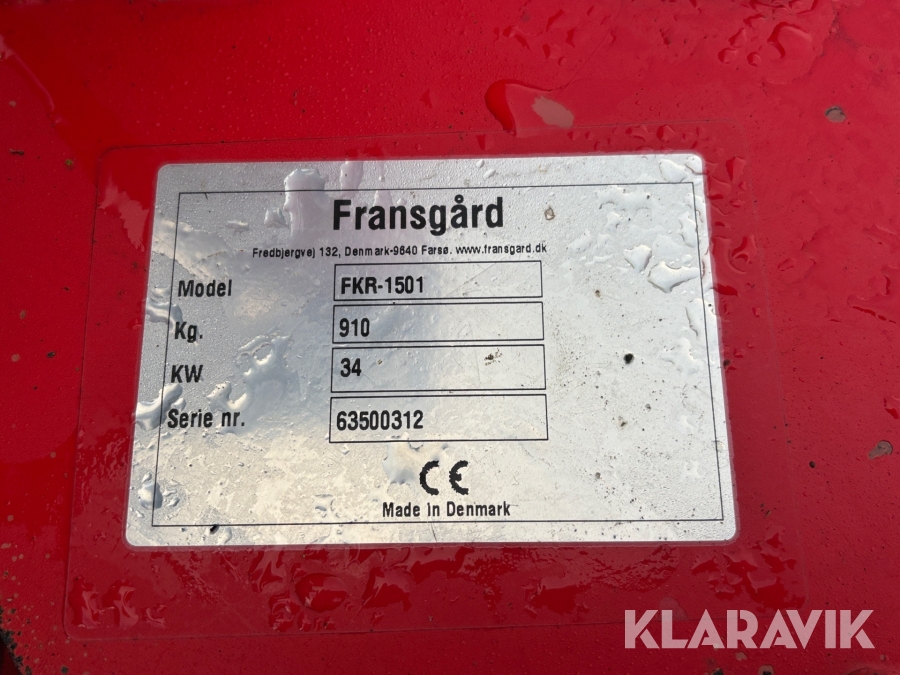 Fransgård
Fredbjergvej 132, Denmark-9640 Farsø. www.fransgard.dk
Model FKR-1501
Kg. 910
KW 34
Serie nr. 63500312
CE
Made in Denmark
KLARAVIK